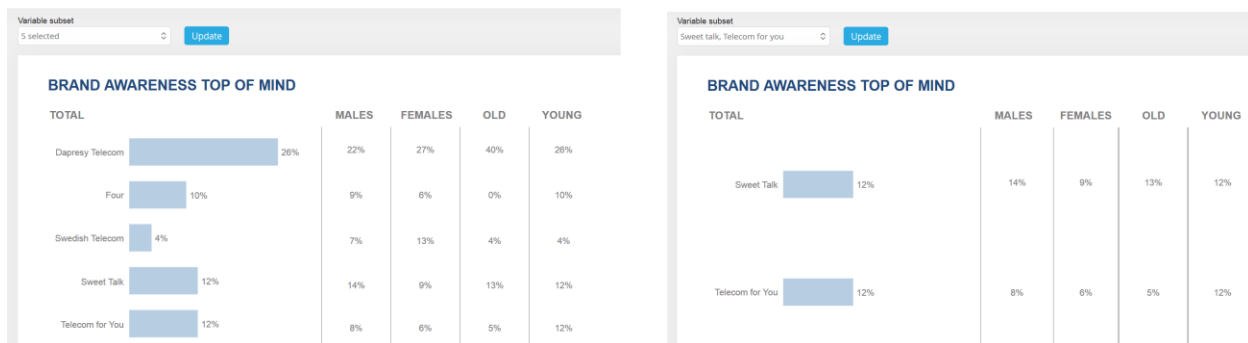 Variable subset
5 selected
Update
BRAND AWARENESS TOP OF MIND
TOTAL MALES FEMALES OLD YOUNG
Dapresy Telecom 26% 22% 27% 40% 26%
Four 10% 9% 6% 0% 10%
Swedish Telecom 4% 7% 13% 4% 4%
Sweet Talk 12% 14% 9% 13% 12%
Telecom for You 12% 8% 6% 5% 12%
Variable subset
Sweet talk, Telecom for you
Update
BRAND AWARENESS TOP OF MIND
TOTAL MALES FEMALES OLD YOUNG
Sweet Talk 12% 14% 9% 13% 12%
Telecom for You 12% 8% 6% 5% 12%